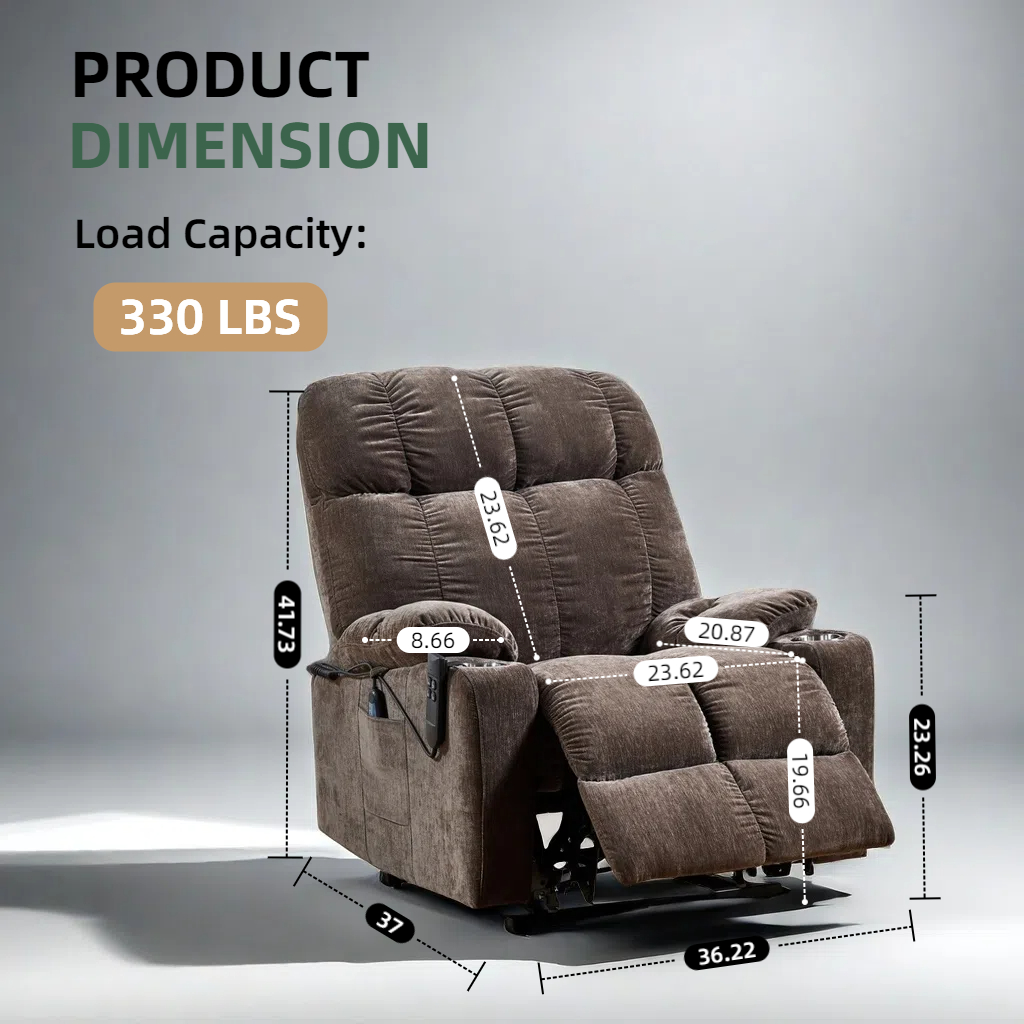 PRODUCT
DIMENSION
Load Capacity:
330 LBS
23.62
41.73
8.66
20.87
23.62
19.66
23.26
37
36.22